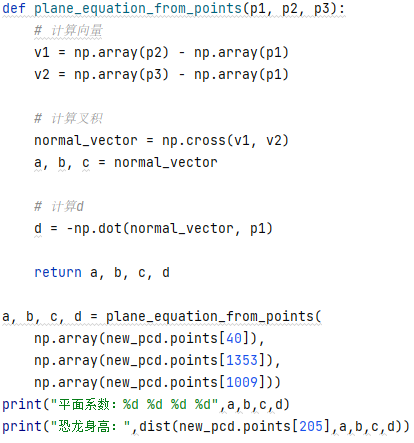 def plane_equation_from_points(p1, p2, p3):
    # 计算向量
    v1 = np.array(p2) - np.array(p1)
    v2 = np.array(p3) - np.array(p1)

    # 计算叉积
    normal_vector = np.cross(v1, v2)
    a, b, c = normal_vector

    # 计算d
    d = -np.dot(normal_vector, p1)

    return a, b, c, d

a, b, c, d = plane_equation_from_points(
    np.array(new_pcd.points[40]),
    np.array(new_pcd.points[1353]),
    np.array(new_pcd.points[1009]))
print("平面系数：%d %d %d %d",a,b,c,d)
print("恐龙身高：",dist(new_pcd.points[205],a,b,c,d))